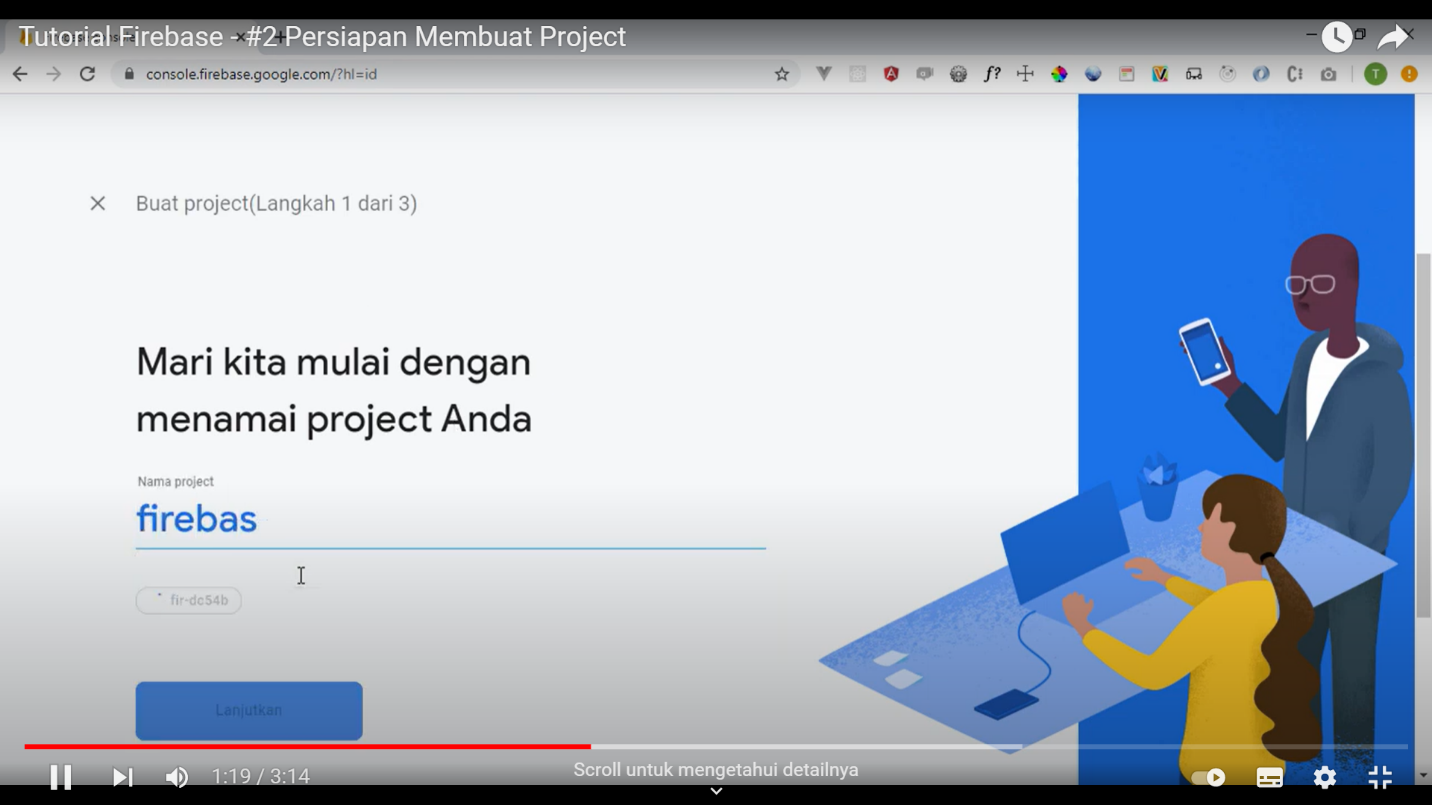 Tutorial Firebase - #2 Persiapan Membuat Project
console.firebase.google.com/?hl=id
f?
T
Buat project(Langkah 1 dari 3)
Mari kita mulai dengan
menamai project Anda
Nama project
firebas
fir-dc54b
Lanjutkan
1:19 / 3:14
Scroll untuk mengetahui detailnya